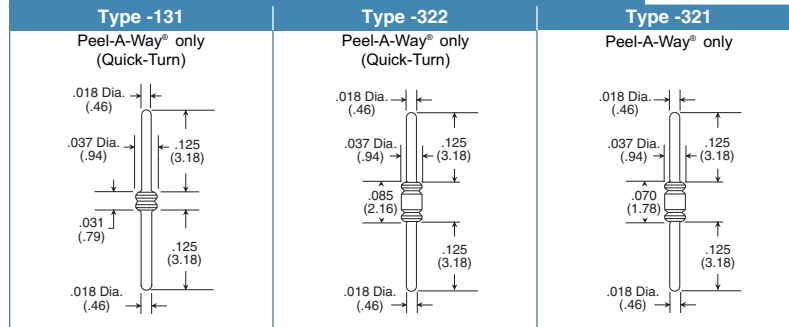 Type -131
Peel-A-Way® only
(Quick-Turn)
.018 Dia.
(.46)
.037 Dia.
(.94)
.125
(3.18)
.031
(.79)
.125
(3.18)
.018 Dia.
(.46)
Type -322
Peel-A-Way® only
(Quick-Turn)
.018 Dia.
(.46)
.037 Dia.
(.94)
.125
(3.18)
.085
(2.16)
.125
(3.18)
.018 Dia.
(.46)
Type -321
Peel-A-Way® only
.018 Dia.
(.46)
.037 Dia.
(.94)
.125
(3.18)
.070
(1.78)
.125
(3.18)
.018 Dia.
(.46)